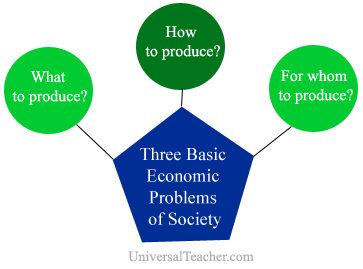 How
to produce?
What
to produce?
For whom
to produce?
Three Basic
Economic
Problems
of Society
UniversalTeacher.com